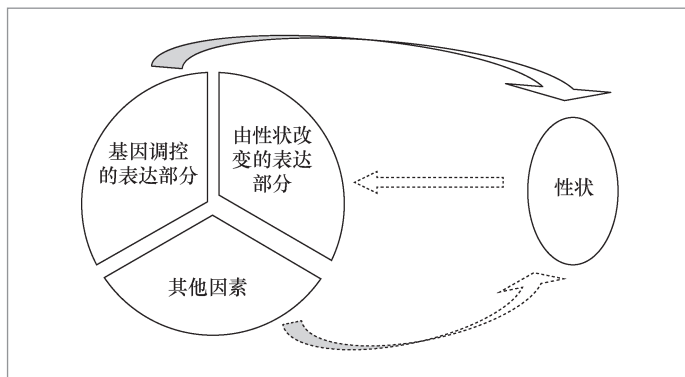 基因调控
的表达部分
由性状改
变的表达
部分
性状
其他因素